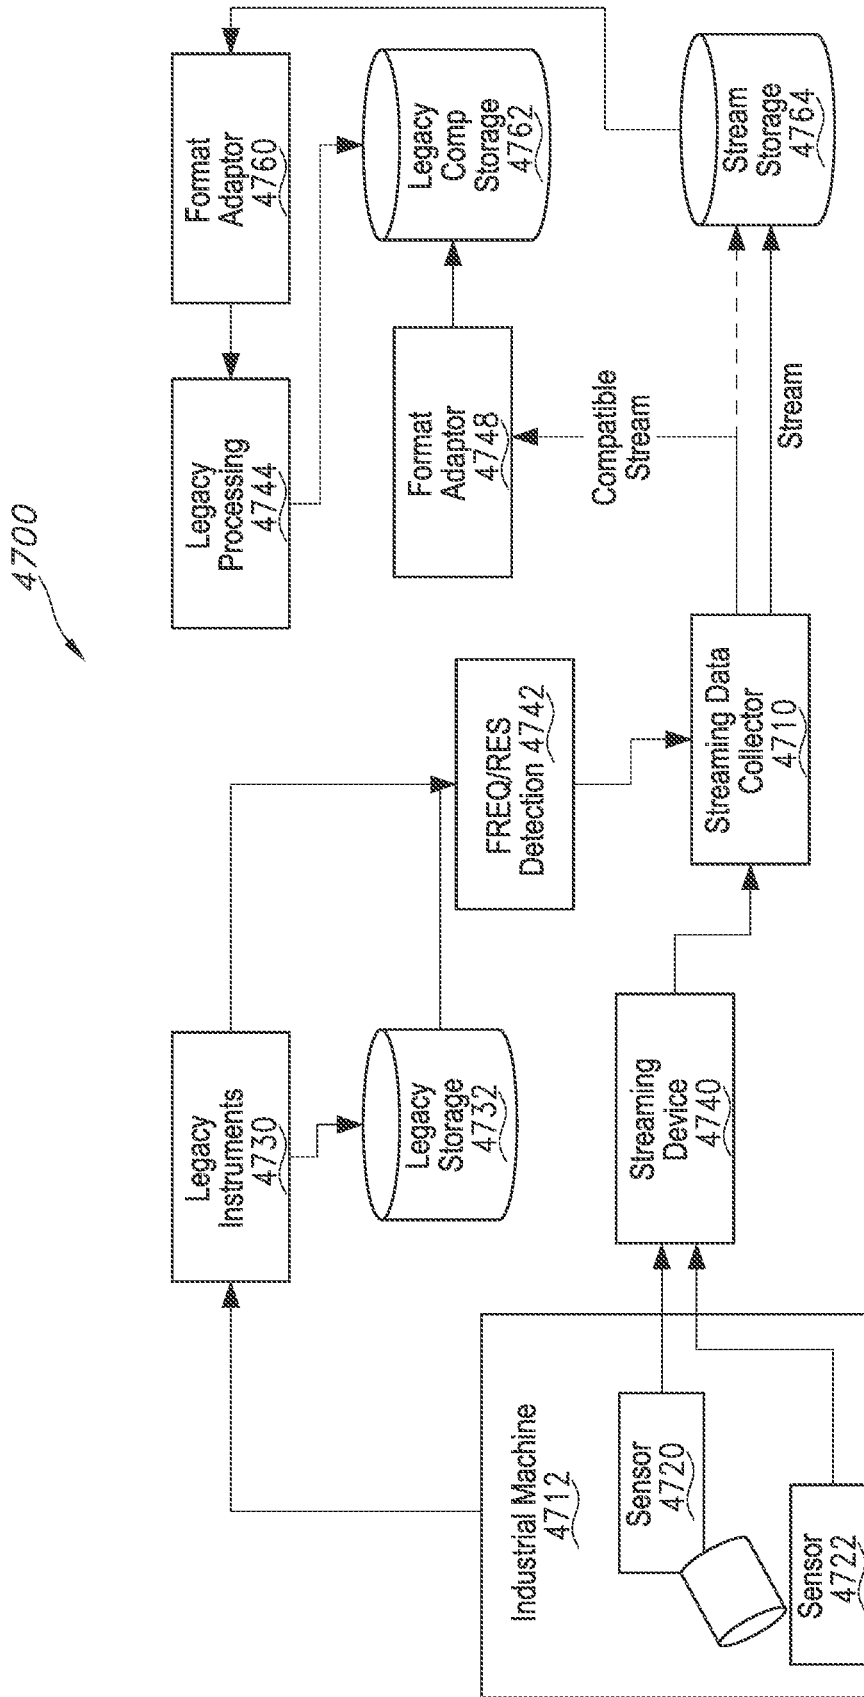 4700
Industrial Machine
4712
Sensor
4720
Sensor
4722
Legacy
Instruments
4730
Legacy
Storage
4732
Streaming
Device
4740
FREQ/RES
Detection 4742
Streaming Data
Collector
4710
Legacy
Processing
4744
Format
Adaptor
4760
Format
Adaptor
4748
Legacy
Comp
Storage
4762
Compatible
Stream
Stream
Stream
Storage
4764